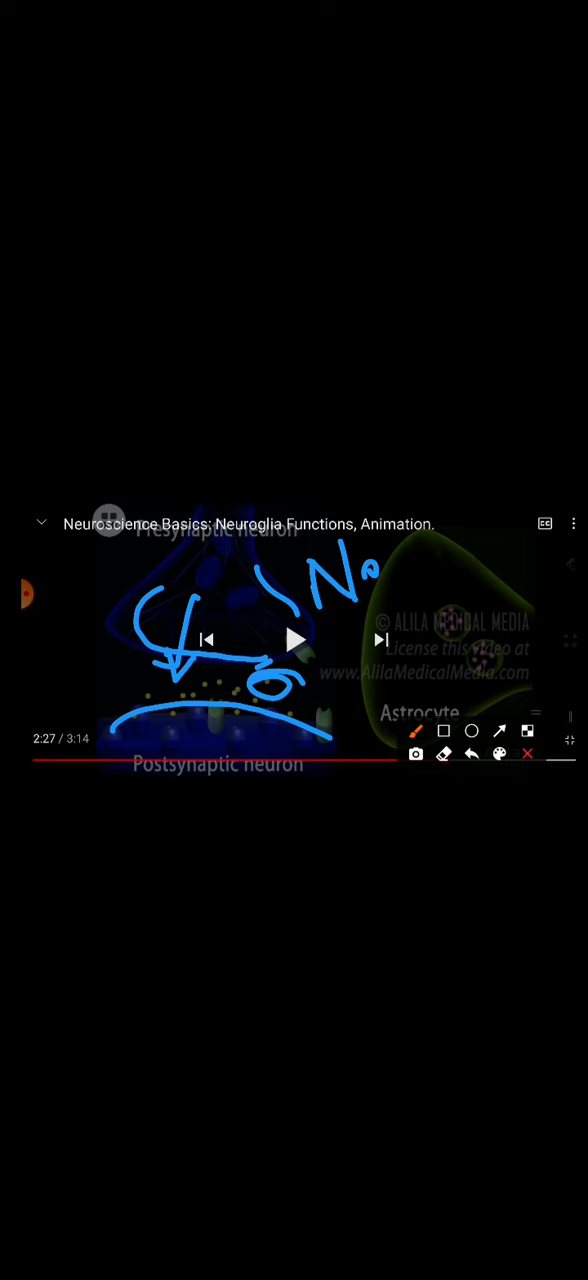 Neuroscience Basics: Neuroglia Functions, Animation.
Presynaptic neuron
© ALILA MEDICAL MEDIA
License this video at
www.AlilaMedicalMedia.com
Astrocyte
2:27 / 3:14
Postsynaptic neuron